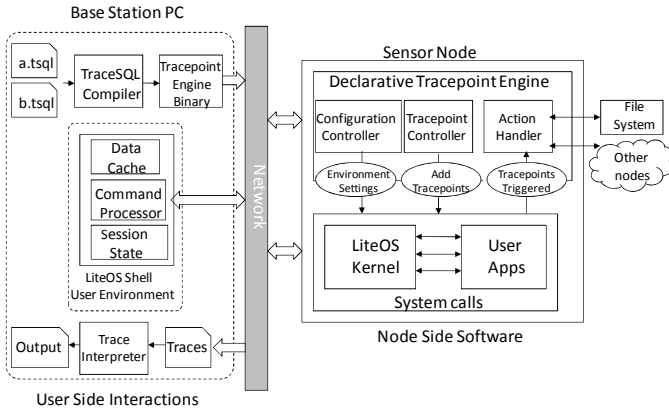 Base Station PC
a.tsql
b.tsql
TraceSQL
Compiler
Tracepoint
Engine
Binary
Data
Cache
Command
Processor
Session
State
LiteOS Shell
User Environment
Output
Trace
Interpreter
Traces
User Side Interactions
Network
Sensor Node
Declarative Tracepoint Engine
Configuration
Controller
Tracepoint
Controller
Action
Handler
File
System
Other
nodes
Environment
Settings
Add
Tracepoints
Tracepoints
Triggered
LiteOS
Kernel
User
Apps
System calls
Node Side Software